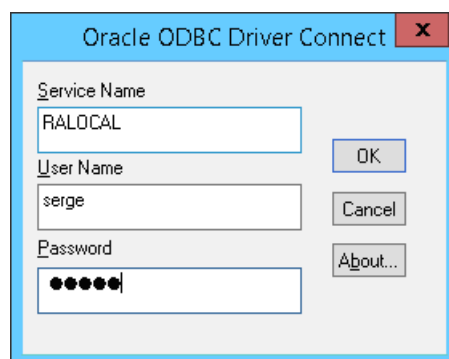 Oracle ODBC Driver Connect
x
Service Name
RALOCAL
OK
User Name
serge
Cancel
Password
●●●●●
About...